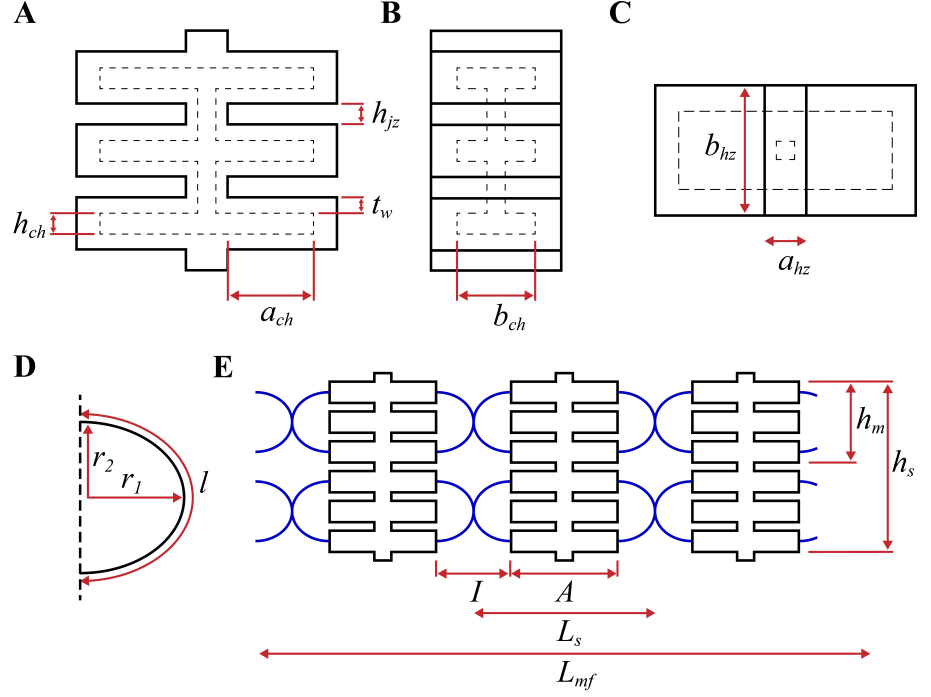 A
B
C
h_jz
b_hz
t_w
h_ch
a_hz
a_ch
b_ch
D
E
r_2
r_1
l
h_m
h_s
I
A
L_s
L_mf